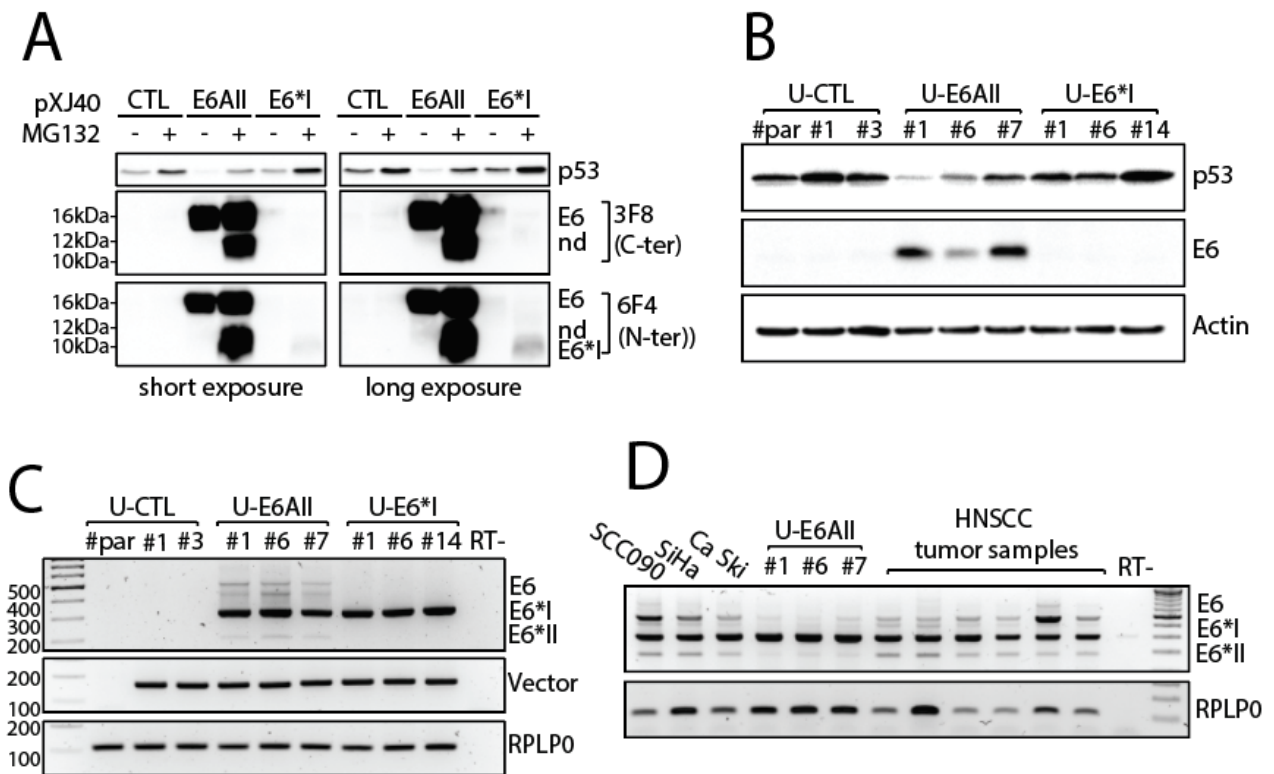 A
pXJ40 CTL E6AII E6*I CTL E6AII E6*I
MG132 - + - + - + - + - + - +
p53
16kDa-
12kDa-
10kDa-
E6
nd
3F8
(C-ter)
16kDa-
12kDa-
10kDa-
E6
nd
E6*I
6F4
(N-ter))
short exposure long exposure
B
U-CTL U-E6AII U-E6*I
#par #1 #3 #1 #6 #7 #1 #6 #14
p53
E6
Actin
C
U-CTL U-E6AII U-E6*I
#par #1 #3 #1 #6 #7 #1 #6 #14 RT-
500
400
300
200
E6
E6*I
E6*II
200
100
Vector
200
100
RPLP0
D
SCC090
SiHa
Ca Ski
U-E6AII
#1 #6 #7
HNSCC
tumor samples
RT-
E6
E6*I
E6*II
RPLP0